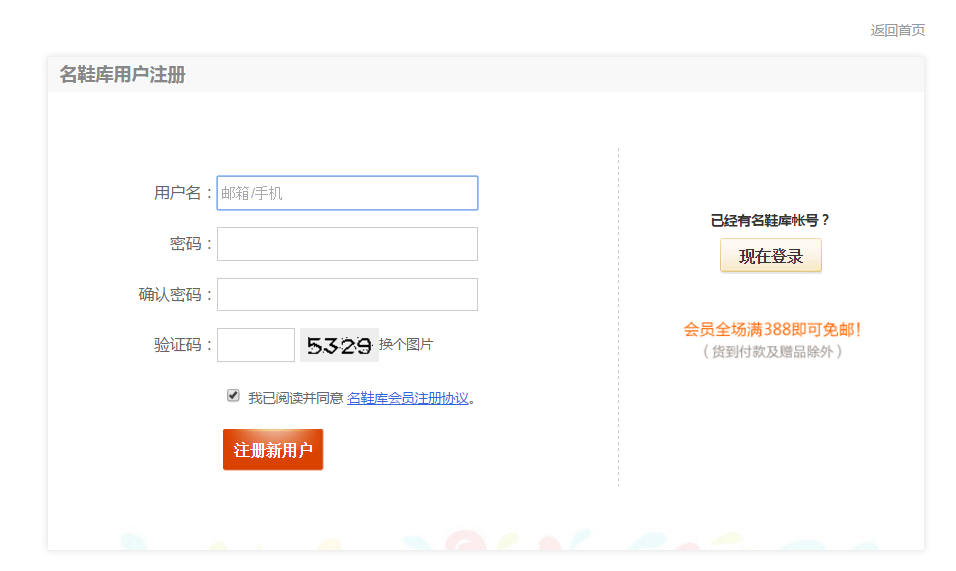 返回首页
名鞋库用户注册
用户名：
邮箱/手机
密码：
确认密码：
验证码：
5329
换个图片
我已阅读并同意 名鞋库会员注册协议。
注册新用户
已经有名鞋库帐号？
现在登录
会员全场满388即可免邮！
（货到付款及赠品除外）